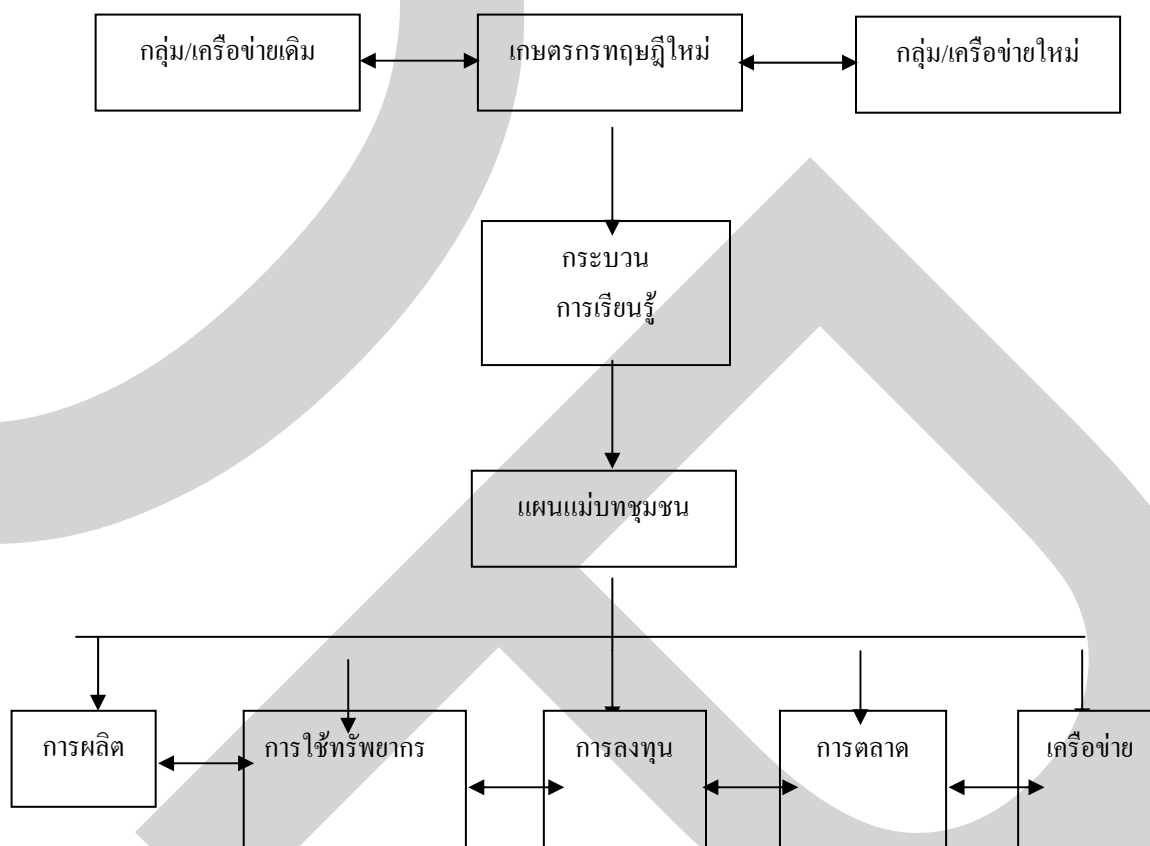 กลุ่ม/เครือข่ายเดิม
เกษตรกรทฤษฎีใหม่
กลุ่ม/เครือข่ายใหม่
กระบวน
การเรียนรู้
แผนแม่บทชุมชน
การผลิต
การใช้ทรัพยากร
การลงทุน
การตลาด
เครือข่าย